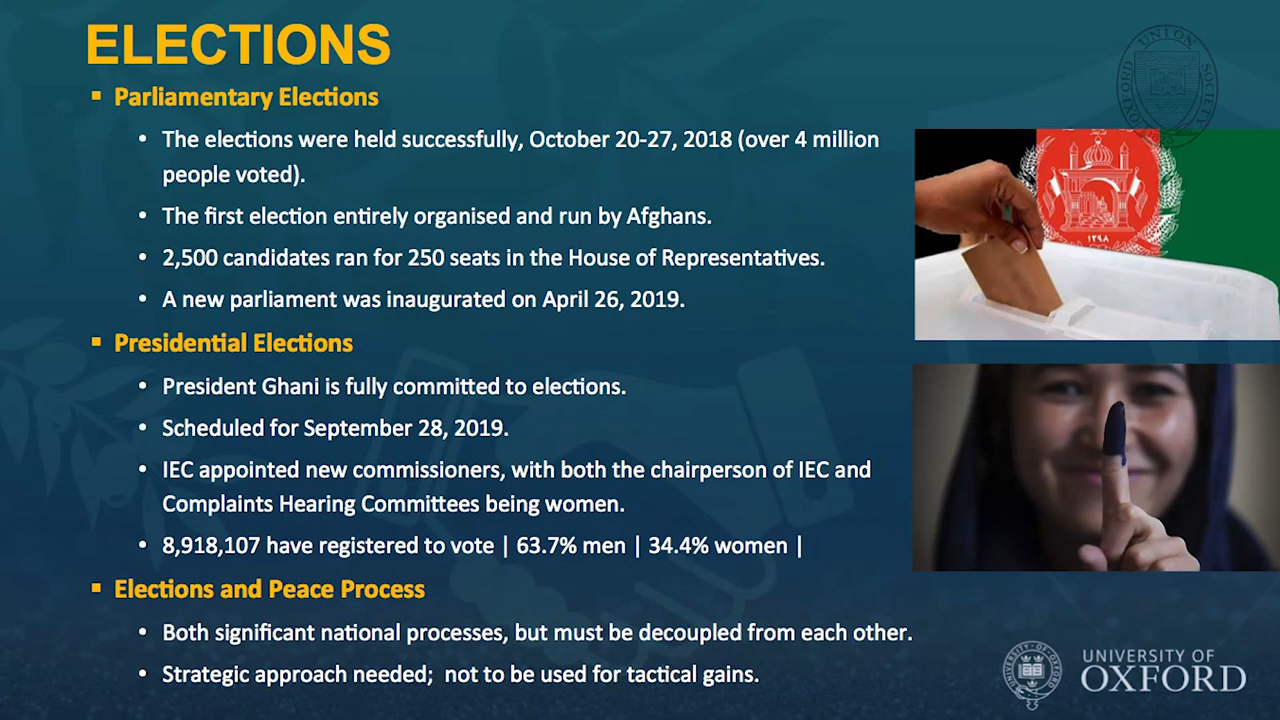 ELECTIONS
▪ Parliamentary Elections
• The elections were held successfully, October 20-27, 2018 (over 4 million
people voted).
• The first election entirely organised and run by Afghans.
• 2,500 candidates ran for 250 seats in the House of Representatives.
• A new parliament was inaugurated on April 26, 2019.
▪ Presidential Elections
• President Ghani is fully committed to elections.
• Scheduled for September 28, 2019.
• IEC appointed new commissioners, with both the chairperson of IEC and
Complaints Hearing Committees being women.
• 8,918,107 have registered to vote | 63.7% men | 34.4% women |
▪ Elections and Peace Process
• Both significant national processes, but must be decoupled from each other.
• Strategic approach needed;  not to be used for tactical gains.
OXFORD UNION SOCIETY
١٢٩٨
UNIVERSITY OF
OXFORD